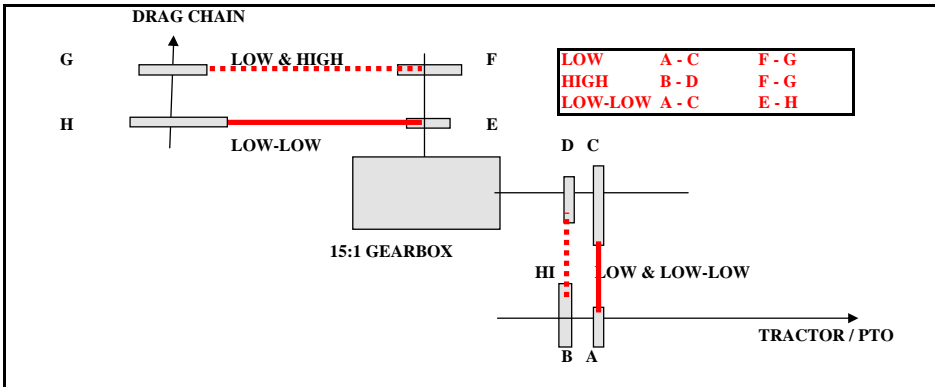 DRAG CHAIN
G LOW & HIGH F
LOW A - C F - G
HIGH B - D F - G
LOW-LOW A - C E - H
H E
LOW-LOW
D C
15:1 GEARBOX
HI LOW & LOW-LOW
TRACTOR / PTO
B A